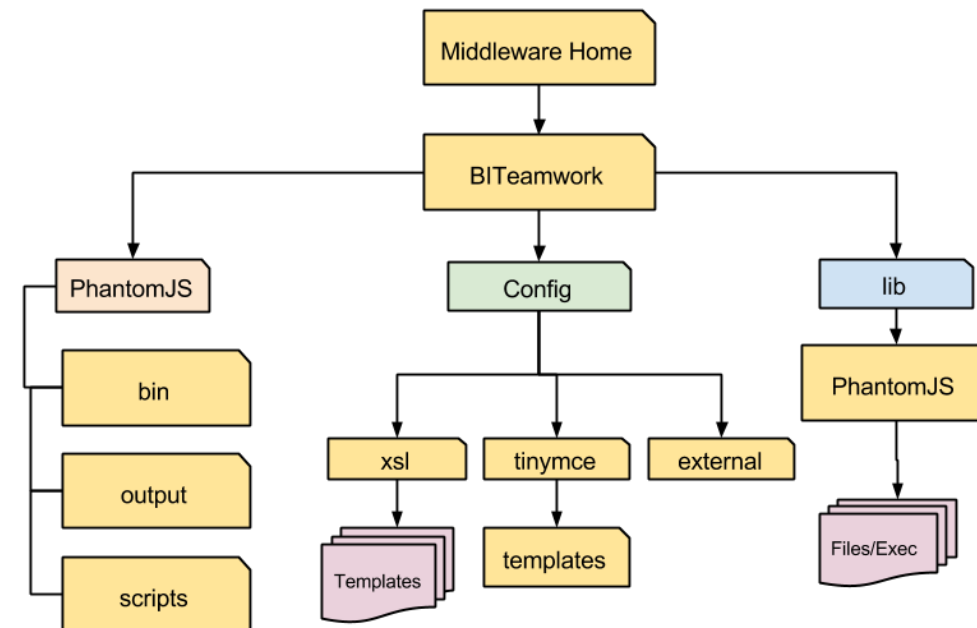 Middleware Home
BITeamwork
PhantomJS
Config
lib
bin
PhantomJS
xsl
tinymce
external
output
Templates
templates
Files/Exec
scripts